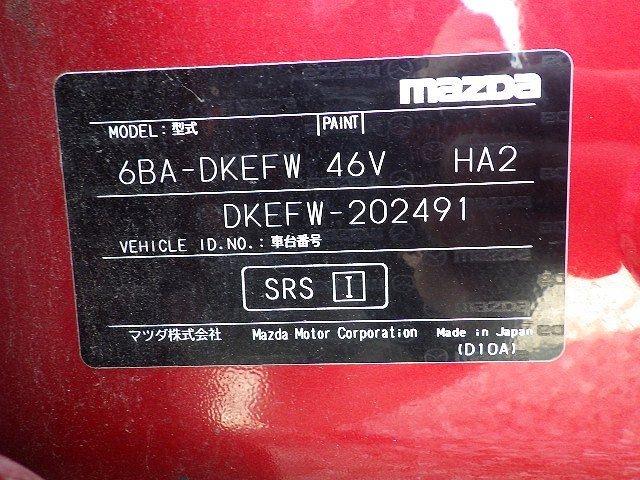 mazda
MODEL：型式 PAINT
6BA-DKEFW 46V HA2
DKEFW-202491
VEHICLE ID.NO.：車台番号
SRS I
マツダ株式会社 Mazda Motor Corporation Made in Japan
(D10A)